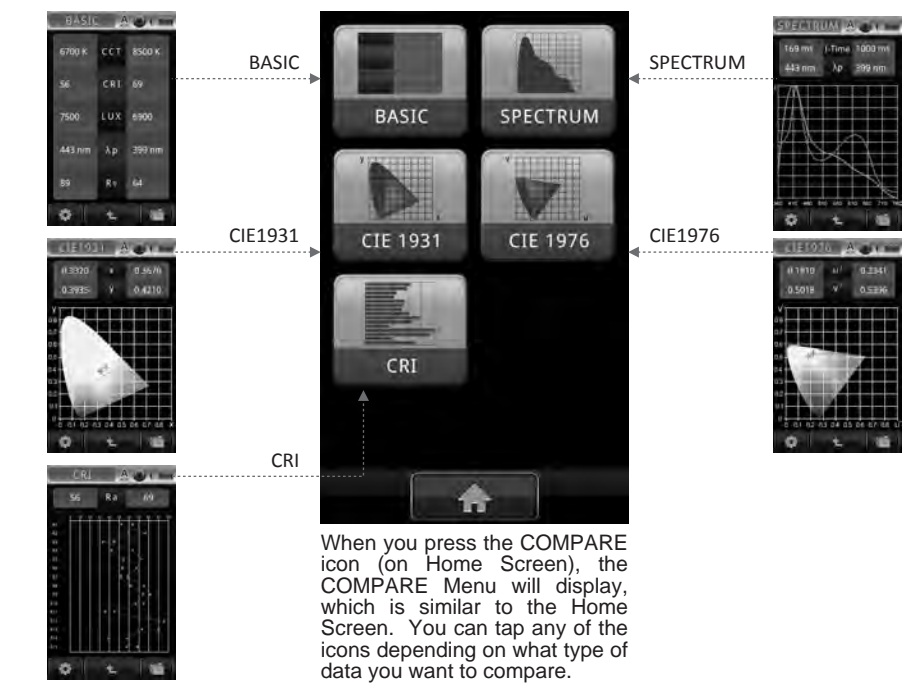 BASIC
6700 K CCT 8500 K
56 CRI 69
7500 LUX 6900
443 nm λp 399 nm
89 64
BASIC
BASIC
SPECTRUM
CIE 1931
CIE 1976
CRI
SPECTRUM
SPECTRUM
169 ms I-Time 1000 ms
443 nm λp 399 nm
CIE1931
0.3320 x 0.3676
0.3935 y 0.4210
CIE1931
CIE1976
CIE1976
0.1910 u' 0.2341
0.5018 v' 0.5396
CRI
56 Ra 69
CRI
When you press the COMPARE
icon (on Home Screen), the
COMPARE Menu will display,
which is similar to the Home
Screen. You can tap any of the
icons depending on what type of
data you want to compare.